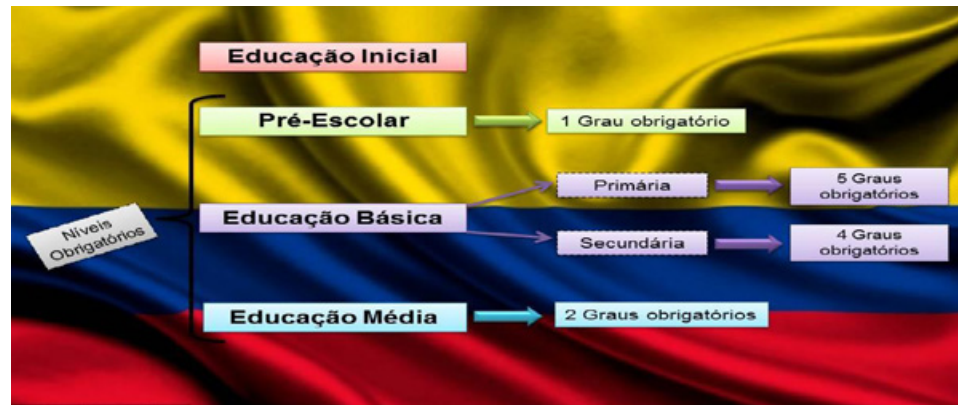 Educação Inicial
Pré-Escolar
1 Grau obrigatório
Níveis
Obrigatórios
Educação Básica
Primária
5 Graus
obrigatórios
Secundária
4 Graus
obrigatórios
Educação Média
2 Graus obrigatórios